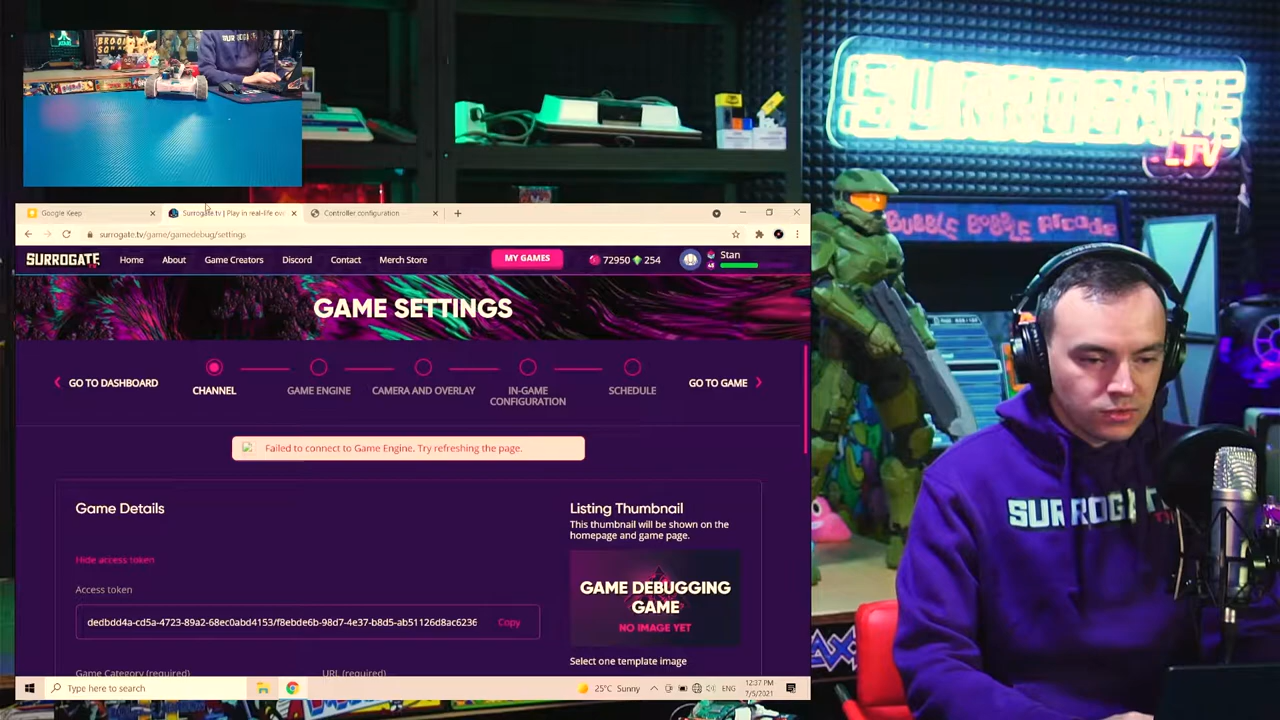 ATARI
SURROGATE
.TV
BUBBLE BOBBLE Arcade
Google Keep
Surrogate.tv | Play in real-life ov
Controller configuration
surrogate.tv/game/gamedebug/settings
SURROGATE
TV
Home
About
Game Creators
Discord
Contact
Merch Store
MY GAMES
72950
254
Stan
GAME SETTINGS
GO TO DASHBOARD
CHANNEL
GAME ENGINE
CAMERA AND OVERLAY
IN-GAME
CONFIGURATION
SCHEDULE
GO TO GAME
Failed to connect to Game Engine. Try refreshing the page.
Game Details
Hide access token
Access token
dedbdd4a-cd5a-4723-89a2-68ec0abd4153/f8ebde6b-98d7-4e37-b8d5-ab51126d8ac6236
Copy
Game Category (required)
URL (required)
Listing Thumbnail
This thumbnail will be shown on the
homepage and game page.
GAME DEBUGGING
GAME
NO IMAGE YET
Select one template image
Type here to search
25°C Sunny
ENG
12:37 PM
7/5/2021